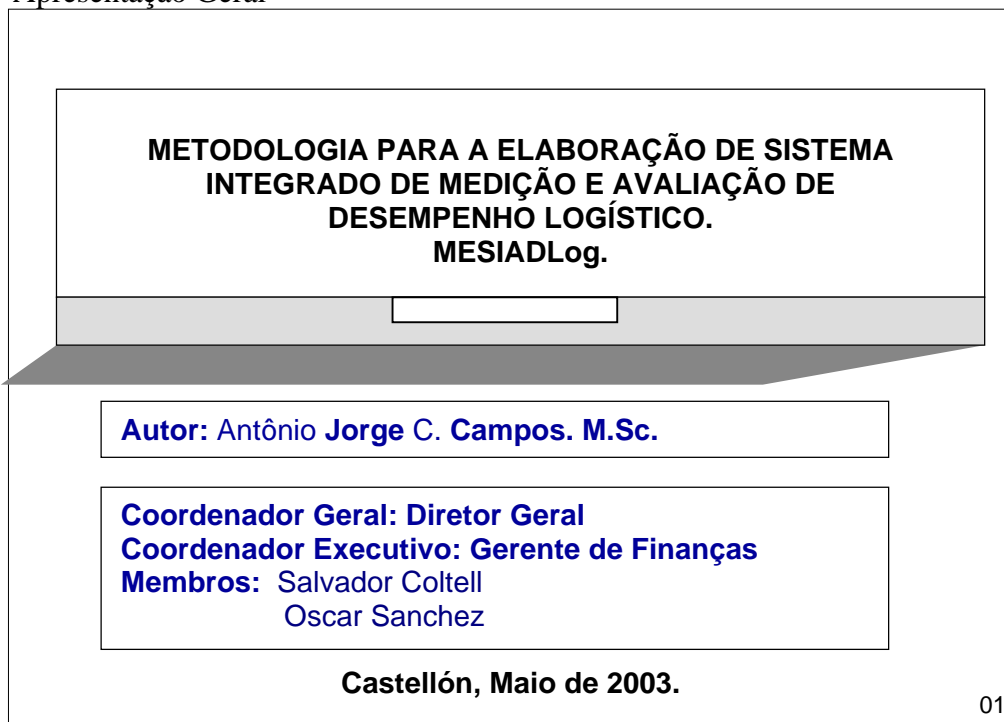 Apresentação Geral
METODOLOGIA PARA A ELABORAÇÃO DE SISTEMA
INTEGRADO DE MEDIÇÃO E AVALIAÇÃO DE
DESEMPENHO LOGÍSTICO.
MESIADLog.
Autor: Antônio Jorge C. Campos. M.Sc.
Coordenador Geral: Diretor Geral
Coordenador Executivo: Gerente de Finanças
Membros: Salvador Coltell
Oscar Sanchez
Castellón, Maio de 2003.
01